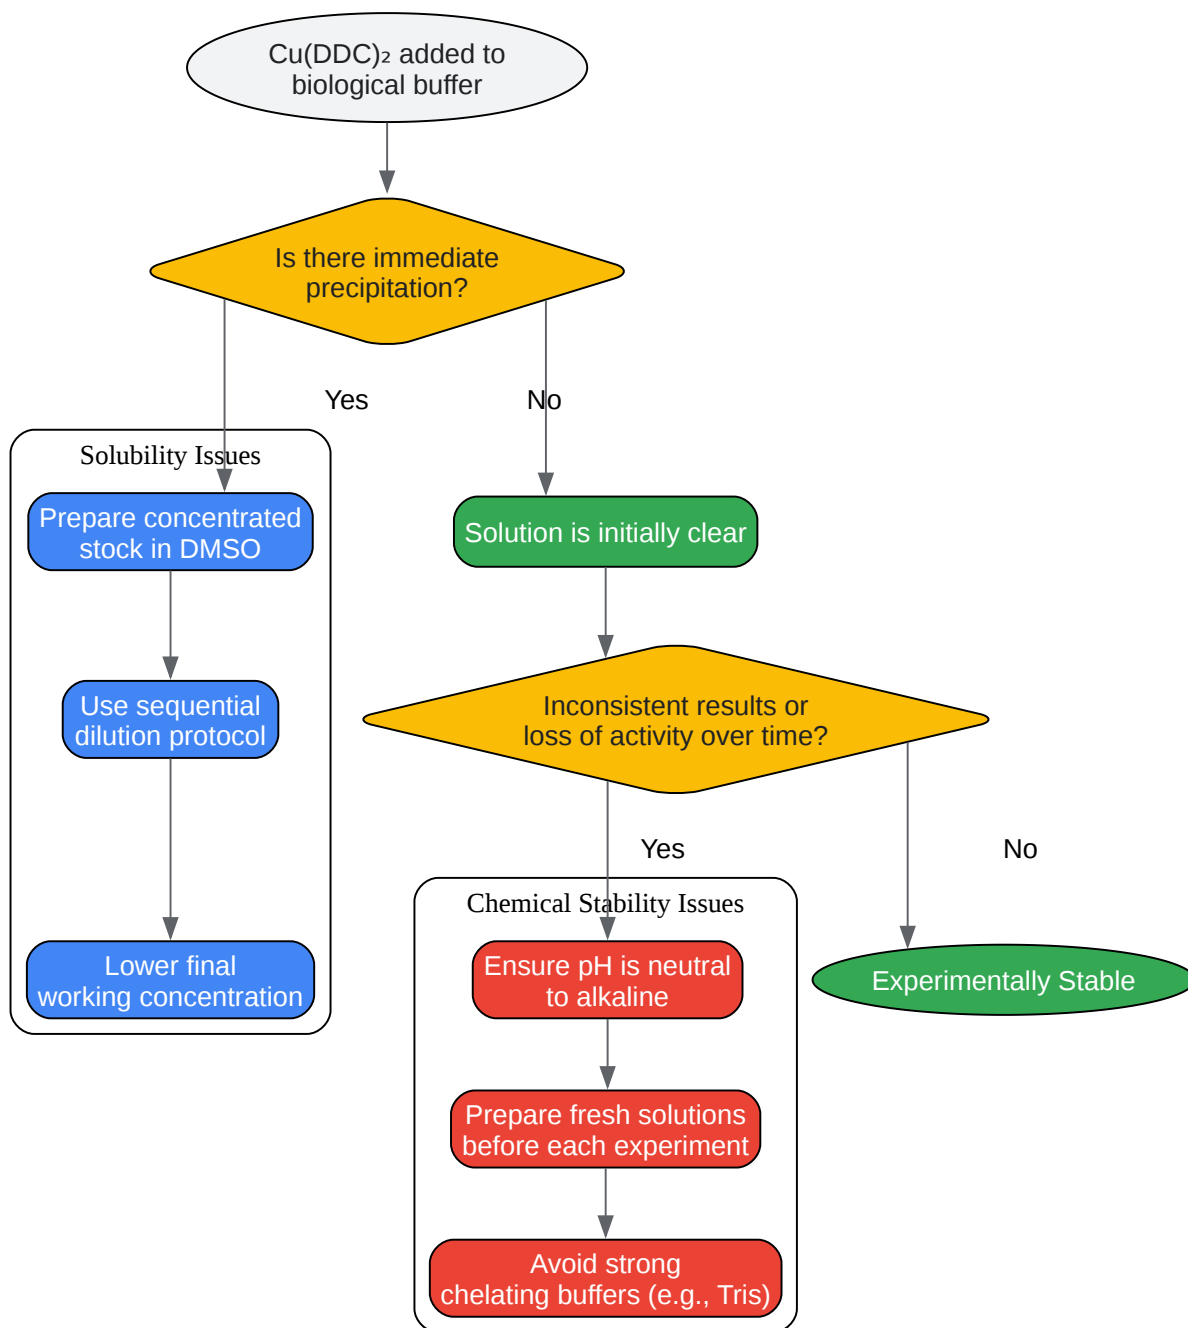 Cu(DDC)₂ added to
biological buffer
Is there immediate
precipitation?
Yes
No
Solubility Issues
Prepare concentrated
stock in DMSO
Solution is initially clear
Use sequential
dilution protocol
Inconsistent results or
loss of activity over time?
Yes
No
Chemical Stability Issues
Lower final
working concentration
Ensure pH is neutral
to alkaline
Experimentally Stable
Prepare fresh solutions
before each experiment
Avoid strong
chelating buffers (e.g., Tris)